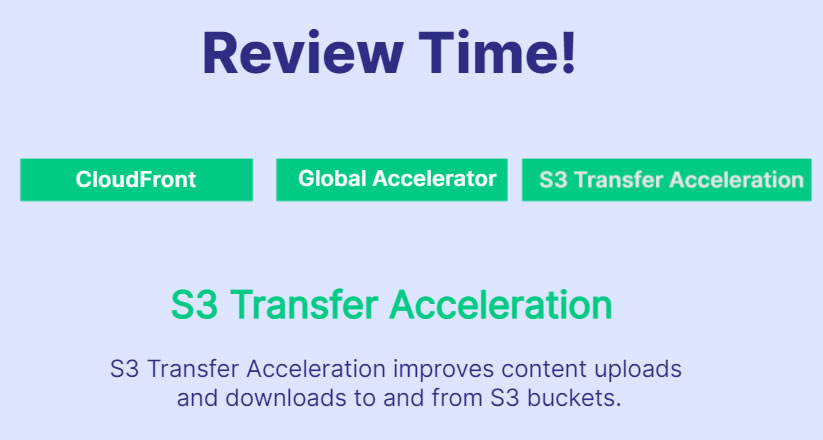 Review Time!
CloudFront
Global Accelerator
S3 Transfer Acceleration
S3 Transfer Acceleration
S3 Transfer Acceleration improves content uploads
and downloads to and from S3 buckets.